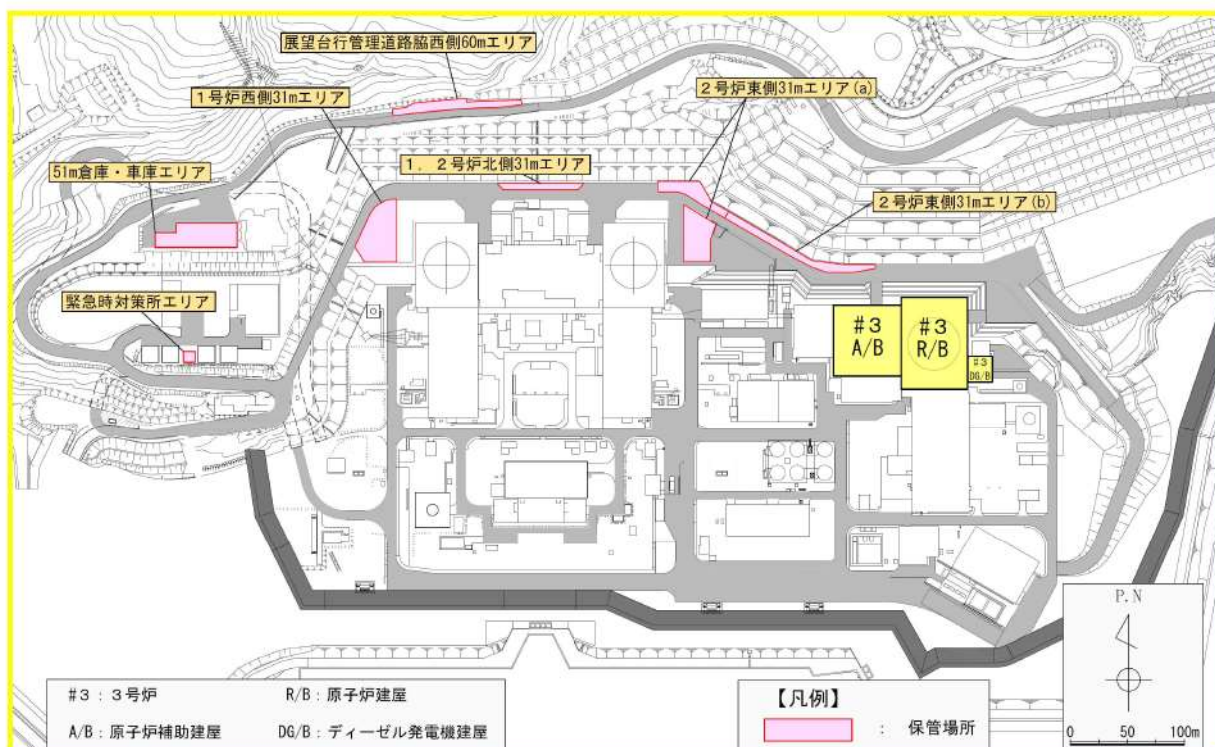 展望台行管理道路脇西側60mエリア
1号炉西側31mエリア
2号炉東側31mエリア(a)
51m倉庫・車庫エリア
1．2号炉北側31mエリア
2号炉東側31mエリア(b)
緊急時対策所エリア
#3
A/B
#3
R/B
#3
DG/B
P.N
#3：3号炉
R/B：原子炉建屋
A/B：原子炉補助建屋
DG/B：ディーゼル発電機建屋
【凡例】
：保管場所
0 50 100m